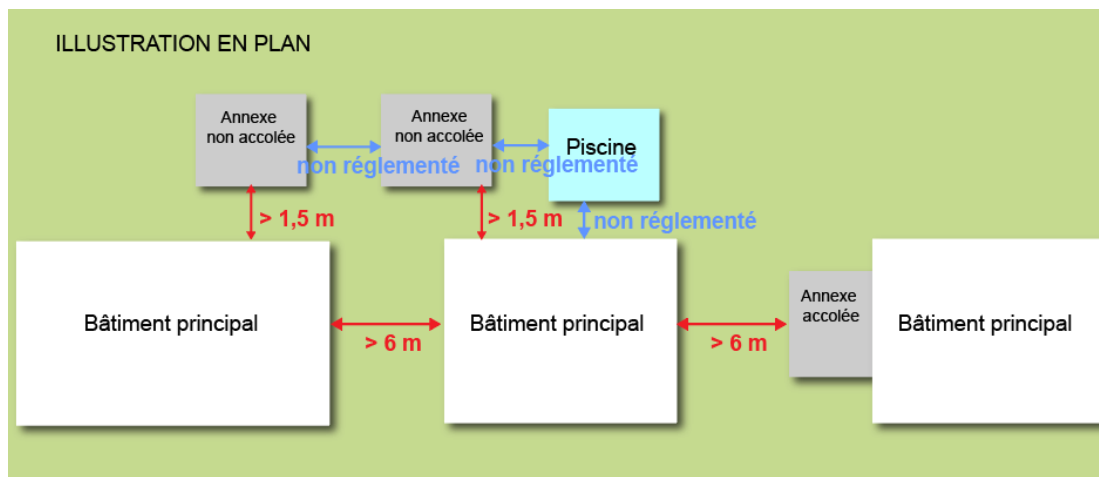 ILLUSTRATION EN PLAN
Annexe
non accolée
Annexe
non accolée
Piscine
non réglementé
non réglementé
> 1,5 m
> 1,5 m
non réglementé
Bâtiment principal
> 6 m
Bâtiment principal
> 6 m
Annexe
accolée
Bâtiment principal